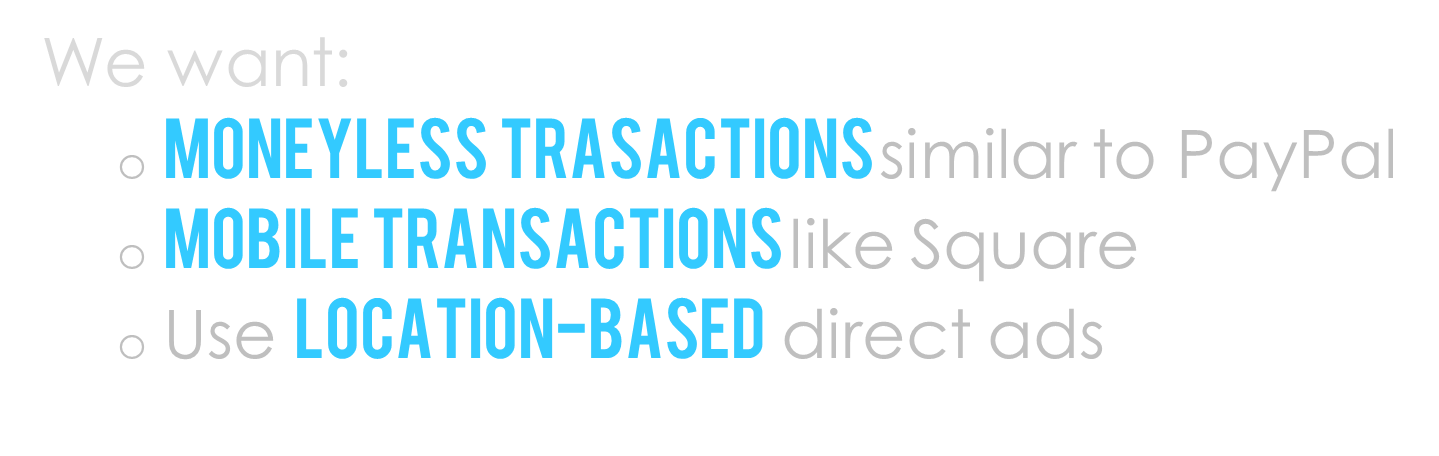 We want:
o MONEYLESS TRASACTIONS similar to PayPal
o MOBILE TRANSACTIONS like Square
o Use LOCATION-BASED direct ads